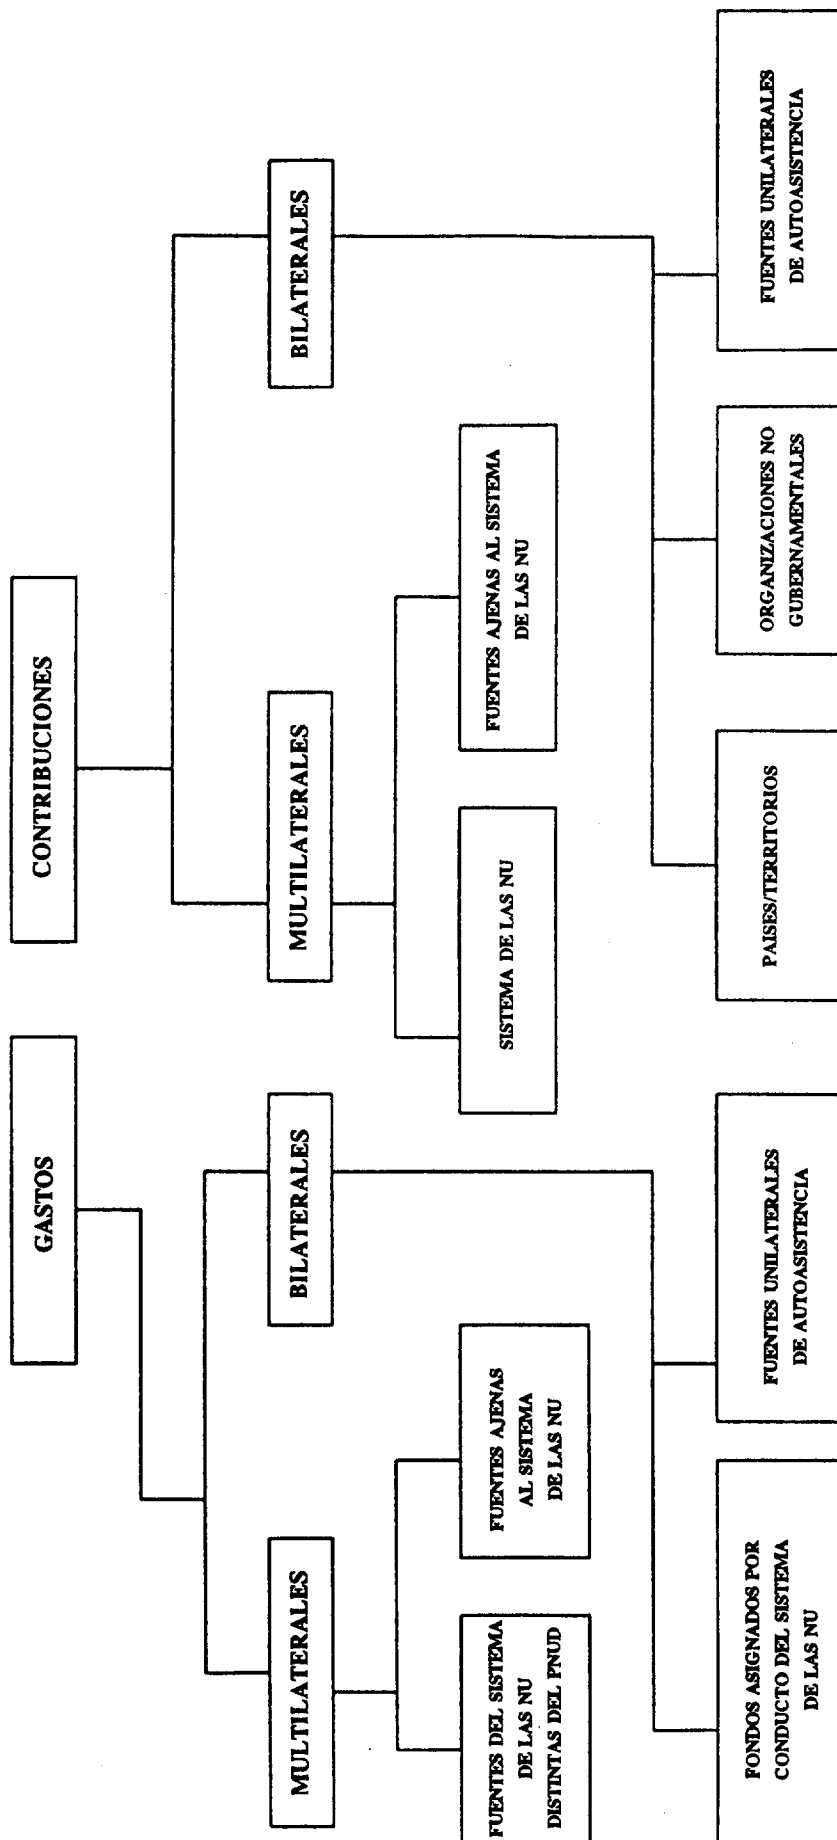 GASTOS
CONTRIBUCIONES
MULTILATERALES
BILATERALES
MULTILATERALES
BILATERALES
FUENTES DEL SISTEMA
DE LAS NU
DISTINTAS DEL PNUD
FUENTES AJENAS
AL SISTEMA
DE LAS NU
SISTEMA DE LAS NU
FUENTES AJENAS AL SISTEMA
DE LAS NU
FONDOS ASIGNADOS POR
CONDUCTO DEL SISTEMA
DE LAS NU
FUENTES UNILATERALES
DE AUTOASISTENCIA
PAISES/TERRITORIOS
ORGANIZACIONES NO
GUBERNAMENTALES
FUENTES UNILATERALES
DE AUTOASISTENCIA